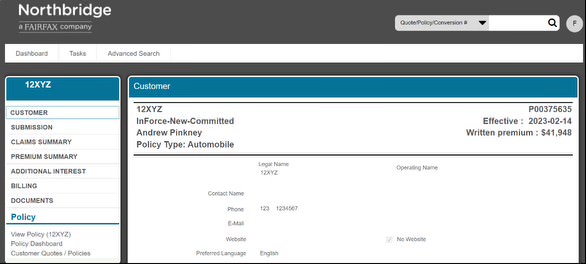 Northbridge
a FAIRFAX company
Quote/Policy/Conversion #
F
Dashboard Tasks Advanced Search
12XYZ
CUSTOMER
SUBMISSION
CLAIMS SUMMARY
PREMIUM SUMMARY
ADDITIONAL INTEREST
BILLING
DOCUMENTS
Policy
View Policy (12XYZ)
Policy Dashboard
Customer Quotes / Policies
Customer
12XYZ P00375635
InForce-New-Committed Effective : 2023-02-14
Andrew Pinkney Written premium : $41,948
Policy Type: Automobile
Legal Name Operating Name
12XYZ
Contact Name
Phone 123 1234567
E-Mail
Website No Website
Preferred Language English